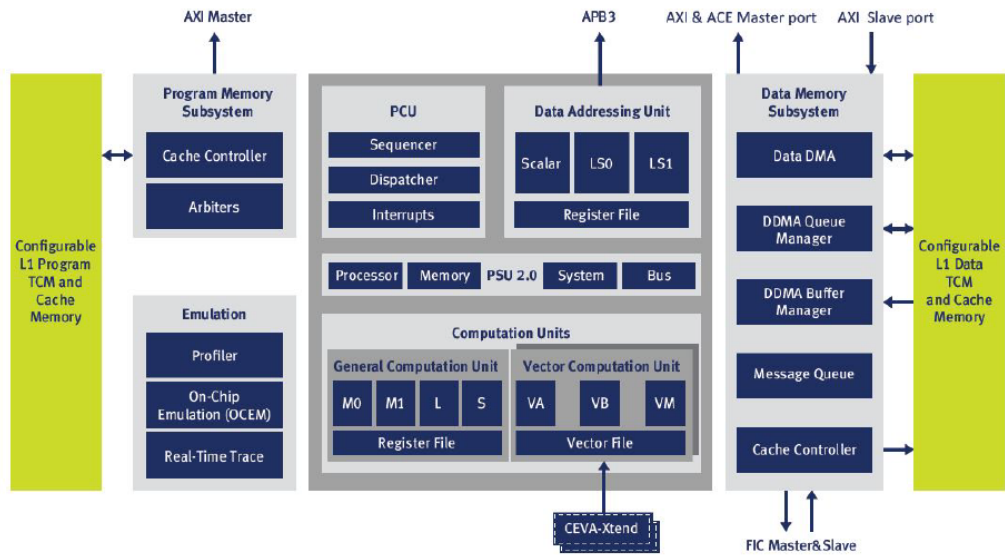 AXI Master
APB3
AXI & ACE Master port
AXI Slave port
Configurable
L1 Program
TCM and
Cache
Memory
Program Memory
Subsystem
Cache Controller
Arbiters
Emulation
Profiler
On-Chip
Emulation (OCEM)
Real-Time Trace
PCU
Sequencer
Dispatcher
Interrupts
Data Addressing Unit
Scalar
LS0
LS1
Register File
Processor
Memory
PSU 2.0
System
Bus
Computation Units
General Computation Unit
M0
M1
L
S
Register File
Vector Computation Unit
VA
VB
VM
Vector File
CEVA-Xtend
Data Memory
Subsystem
Data DMA
DDMA Queue
Manager
DDMA Buffer
Manager
Message Queue
Cache Controller
FIC Master&Slave
Configurable
L1 Data
TCM
and Cache
Memory